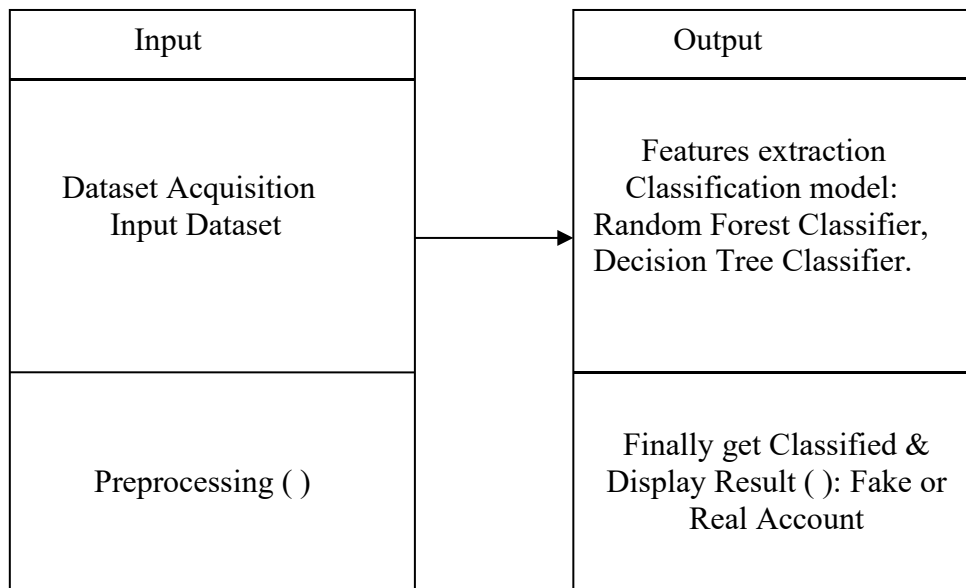 Input
Dataset Acquisition
Input Dataset
Preprocessing ( )
Output
Features extraction
Classification model:
Random Forest Classifier,
Decision Tree Classifier.
Finally get Classified &
Display Result ( ): Fake or
Real Account